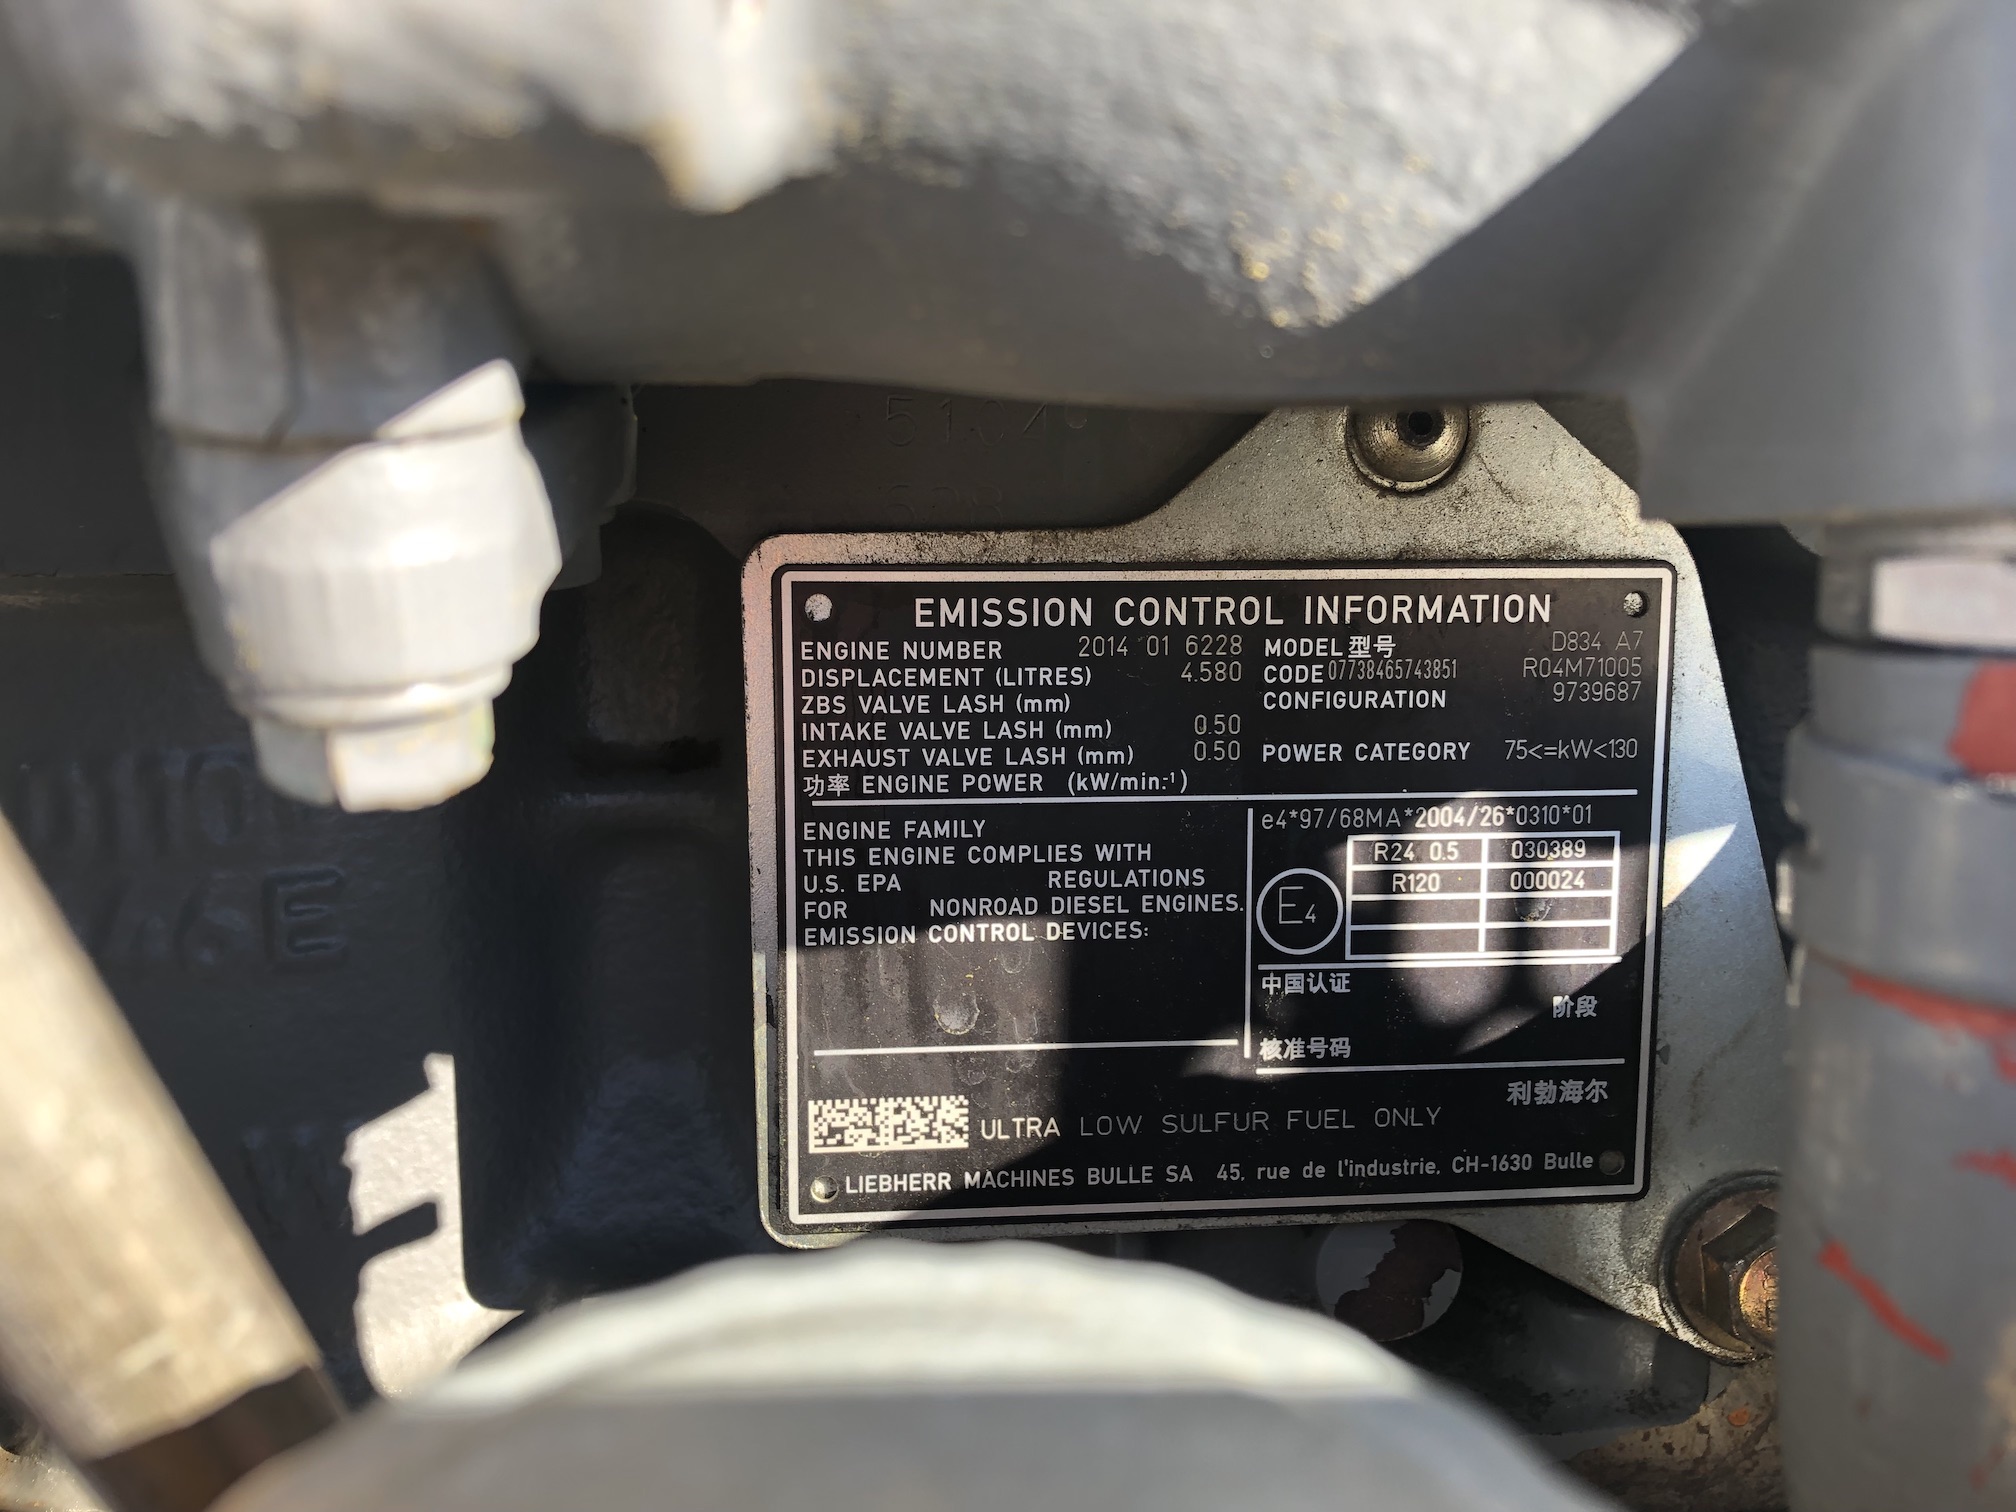 EMISSION CONTROL INFORMATION
ENGINE NUMBER 2014 01 6228 MODEL 型号 D834 A7
DISPLACEMENT (LITRES) 4.580 CODE 07738465743851 R04M71005
ZBS VALVE LASH (mm) CONFIGURATION 9739687
INTAKE VALVE LASH (mm) 0.50
EXHAUST VALVE LASH (mm) 0.50 POWER CATEGORY 75<=kW<130
功率 ENGINE POWER (kW/min.-¹)
ENGINE FAMILY
THIS ENGINE COMPLIES WITH
U.S. EPA REGULATIONS
FOR NONROAD DIESEL ENGINES.
EMISSION CONTROL DEVICES:
e4*97/68MA*2004/26*0310*01
R24 0.5 030389
R120 000024
E4
中国认证
阶段
核准号码
利勃海尔
ULTRA LOW SULFUR FUEL ONLY
LIEBHERR MACHINES BULLE SA 45, rue de l'industrie, CH-1630 Bulle